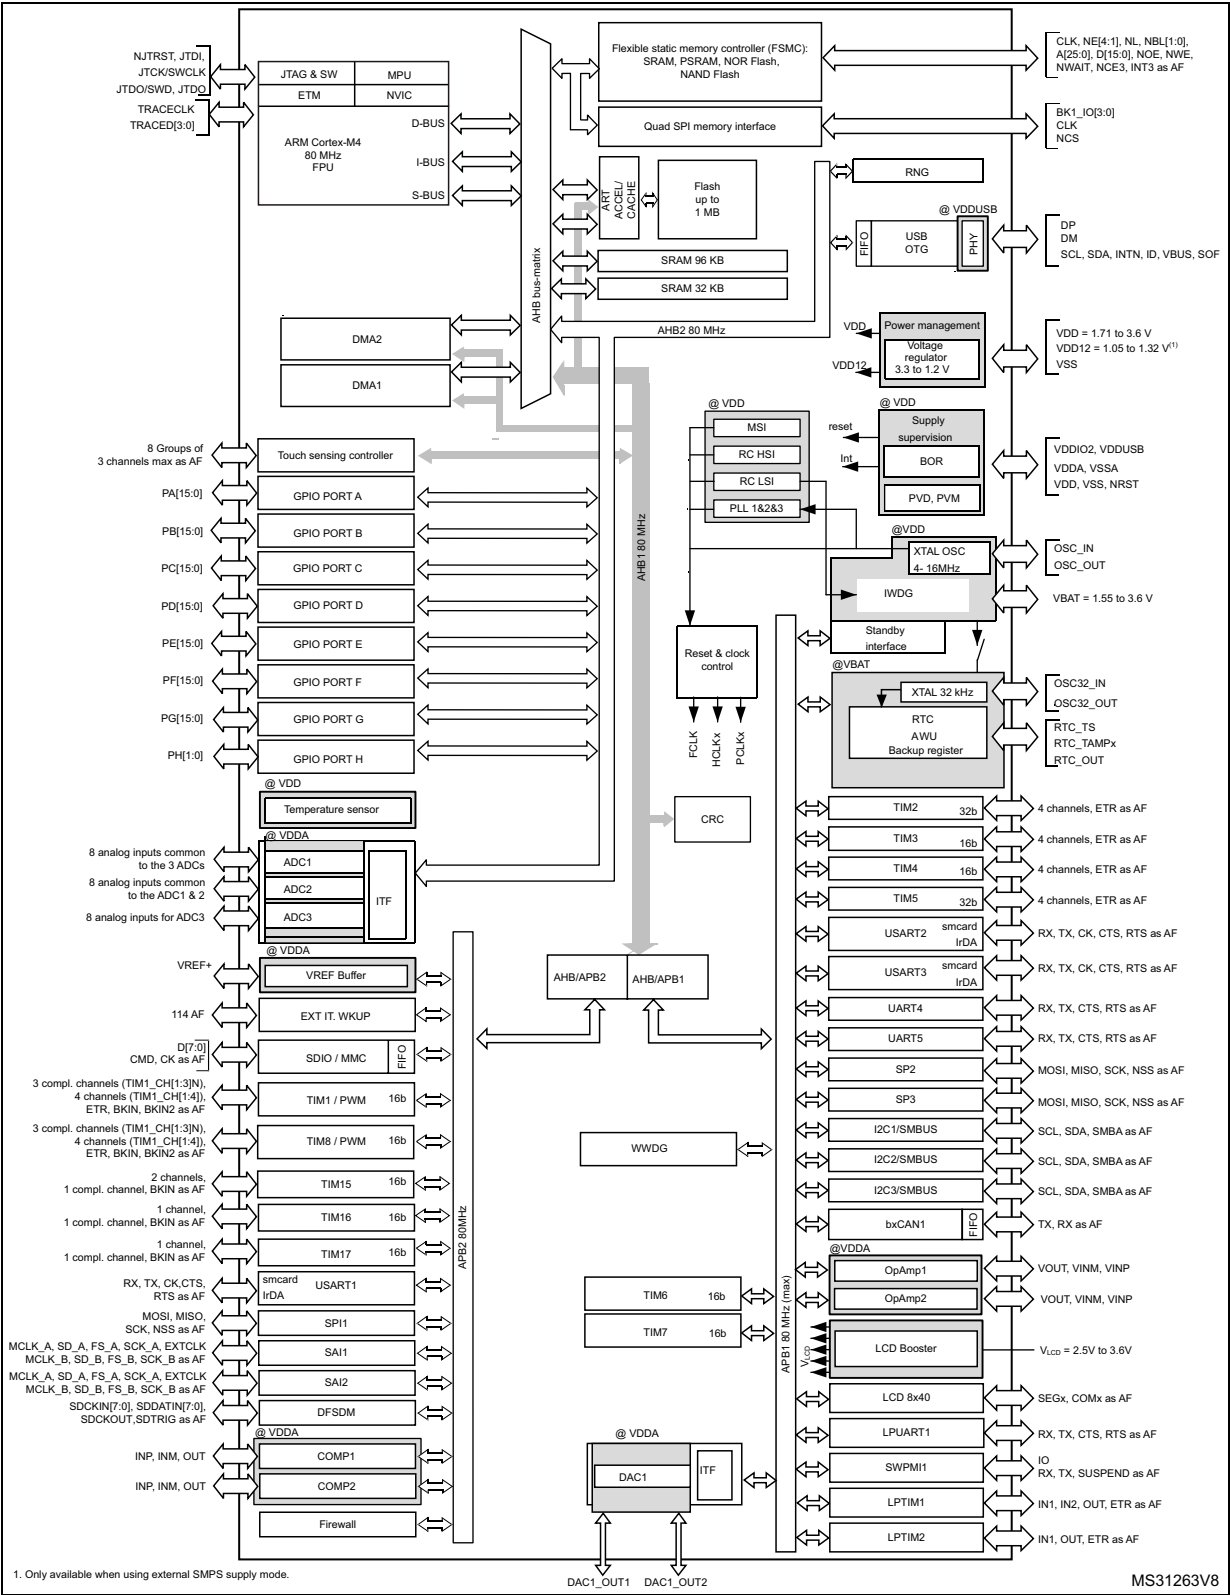 NJTRST, JTDI,
JTCK/SWCLK
JTDO/SWD, JTDO
TRACECLK
TRACED[3:0]
JTAG & SW
MPU
ETM
NVIC
ARM Cortex-M4
80 MHz
FPU
D-BUS
I-BUS
S-BUS
AHB bus-matrix
Flexible static memory controller (FSMC):
SRAM, PSRAM, NOR Flash,
NAND Flash
CLK, NE[4:1], NL, NBL[1:0],
A[25:0], D[15:0], NOE, NWE,
NWAIT, NCE3, INT3 as AF
Quad SPI memory interface
BK1_IO[3:0]
CLK
NCS
ART
ACCEL/
CACHE
Flash
up to
1 MB
SRAM 96 KB
SRAM 32 KB
AHB2 80 MHz
RNG
@ VDDUSB
FIFO
USB
OTG
PHY
DP
DM
SCL, SDA, INTN, ID, VBUS, SOF
DMA2
DMA1
VDD
VDD12
Power management
Voltage
regulator
3.3 to 1.2 V
VDD = 1.71 to 3.6 V
VDD12 = 1.05 to 1.32 V(1)
VSS
@ VDD
MSI
RC HSI
RC LSI
PLL 1&2&3
@ VDD
reset
Int
Supply
supervision
BOR
PVD, PVM
VDDIO2, VDDUSB
VDDA, VSSA
VDD, VSS, NRST
@VDD
XTAL OSC
4- 16MHz
IWDG
OSC_IN
OSC_OUT
VBAT = 1.55 to 3.6 V
Standby
interface
@VBAT
XTAL 32 kHz
RTC
AWU
Backup register
OSC32_IN
OSC32_OUT
RTC_TS
RTC_TAMPx
RTC_OUT
Reset & clock
control
FCLK
HCLKx
PCLKx
AHB1 80 MHz
CRC
8 Groups of
3 channels max as AF
Touch sensing controller
PA[15:0]
GPIO PORT A
PB[15:0]
GPIO PORT B
PC[15:0]
GPIO PORT C
PD[15:0]
GPIO PORT D
PE[15:0]
GPIO PORT E
PF[15:0]
GPIO PORT F
PG[15:0]
GPIO PORT G
PH[1:0]
GPIO PORT H
@ VDD
Temperature sensor
@ VDDA
8 analog inputs common
to the 3 ADCs
8 analog inputs common
to the ADC1 & 2
8 analog inputs for ADC3
ADC1
ADC2
ADC3
ITF
@ VDDA
VREF+
VREF Buffer
114 AF
EXT IT. WKUP
D[7:0]
CMD, CK as AF
SDIO / MMC
FIFO
3 compl. channels (TIM1_CH[1:3]N),
4 channels (TIM1_CH[1:4]),
ETR, BKIN, BKIN2 as AF
TIM1 / PWM
16b
3 compl. channels (TIM1_CH[1:3]N),
4 channels (TIM1_CH[1:4]),
ETR, BKIN, BKIN2 as AF
TIM8 / PWM
16b
2 channels,
1 compl. channel, BKIN as AF
TIM15
16b
1 channel,
1 compl. channel, BKIN as AF
TIM16
16b
1 channel,
1 compl. channel, BKIN as AF
TIM17
16b
RX, TX, CK,CTS,
RTS as AF
smcard
IrDA
USART1
MOSI, MISO,
SCK, NSS as AF
SPI1
MCLK_A, SD_A, FS_A, SCK_A, EXTCLK
MCLK_B, SD_B, FS_B, SCK_B as AF
SAI1
MCLK_A, SD_A, FS_A, SCK_A, EXTCLK
MCLK_B, SD_B, FS_B, SCK_B as AF
SAI2
SDCKIN[7:0], SDDATIN[7:0],
SDCKOUT,SDTRIG as AF
DFSDM
@ VDDA
INP, INM, OUT
COMP1
INP, INM, OUT
COMP2
Firewall
APB2 80MHz
AHB/APB2
AHB/APB1
WWDG
TIM6
16b
TIM7
16b
@ VDDA
DAC1
ITF
DAC1_OUT1
DAC1_OUT2
APB1 80 MHz (max)
TIM2
32b
4 channels, ETR as AF
TIM3
16b
4 channels, ETR as AF
TIM4
16b
4 channels, ETR as AF
TIM5
32b
4 channels, ETR as AF
USART2
smcard
IrDA
RX, TX, CK, CTS, RTS as AF
USART3
smcard
IrDA
RX, TX, CK, CTS, RTS as AF
UART4
RX, TX, CTS, RTS as AF
UART5
RX, TX, CTS, RTS as AF
SP2
MOSI, MISO, SCK, NSS as AF
SP3
MOSI, MISO, SCK, NSS as AF
I2C1/SMBUS
SCL, SDA, SMBA as AF
I2C2/SMBUS
SCL, SDA, SMBA as AF
I2C3/SMBUS
SCL, SDA, SMBA as AF
bxCAN1
FIFO
TX, RX as AF
@VDDA
OpAmp1
VOUT, VINM, VINP
OpAmp2
VOUT, VINM, VINP
VLCD
LCD Booster
VLCD = 2.5V to 3.6V
LCD 8x40
SEGx, COMx as AF
LPUART1
RX, TX, CTS, RTS as AF
SWPMI1
IO
RX, TX, SUSPEND as AF
LPTIM1
IN1, IN2, OUT, ETR as AF
LPTIM2
IN1, OUT, ETR as AF
1. Only available when using external SMPS supply mode.
MS31263V8